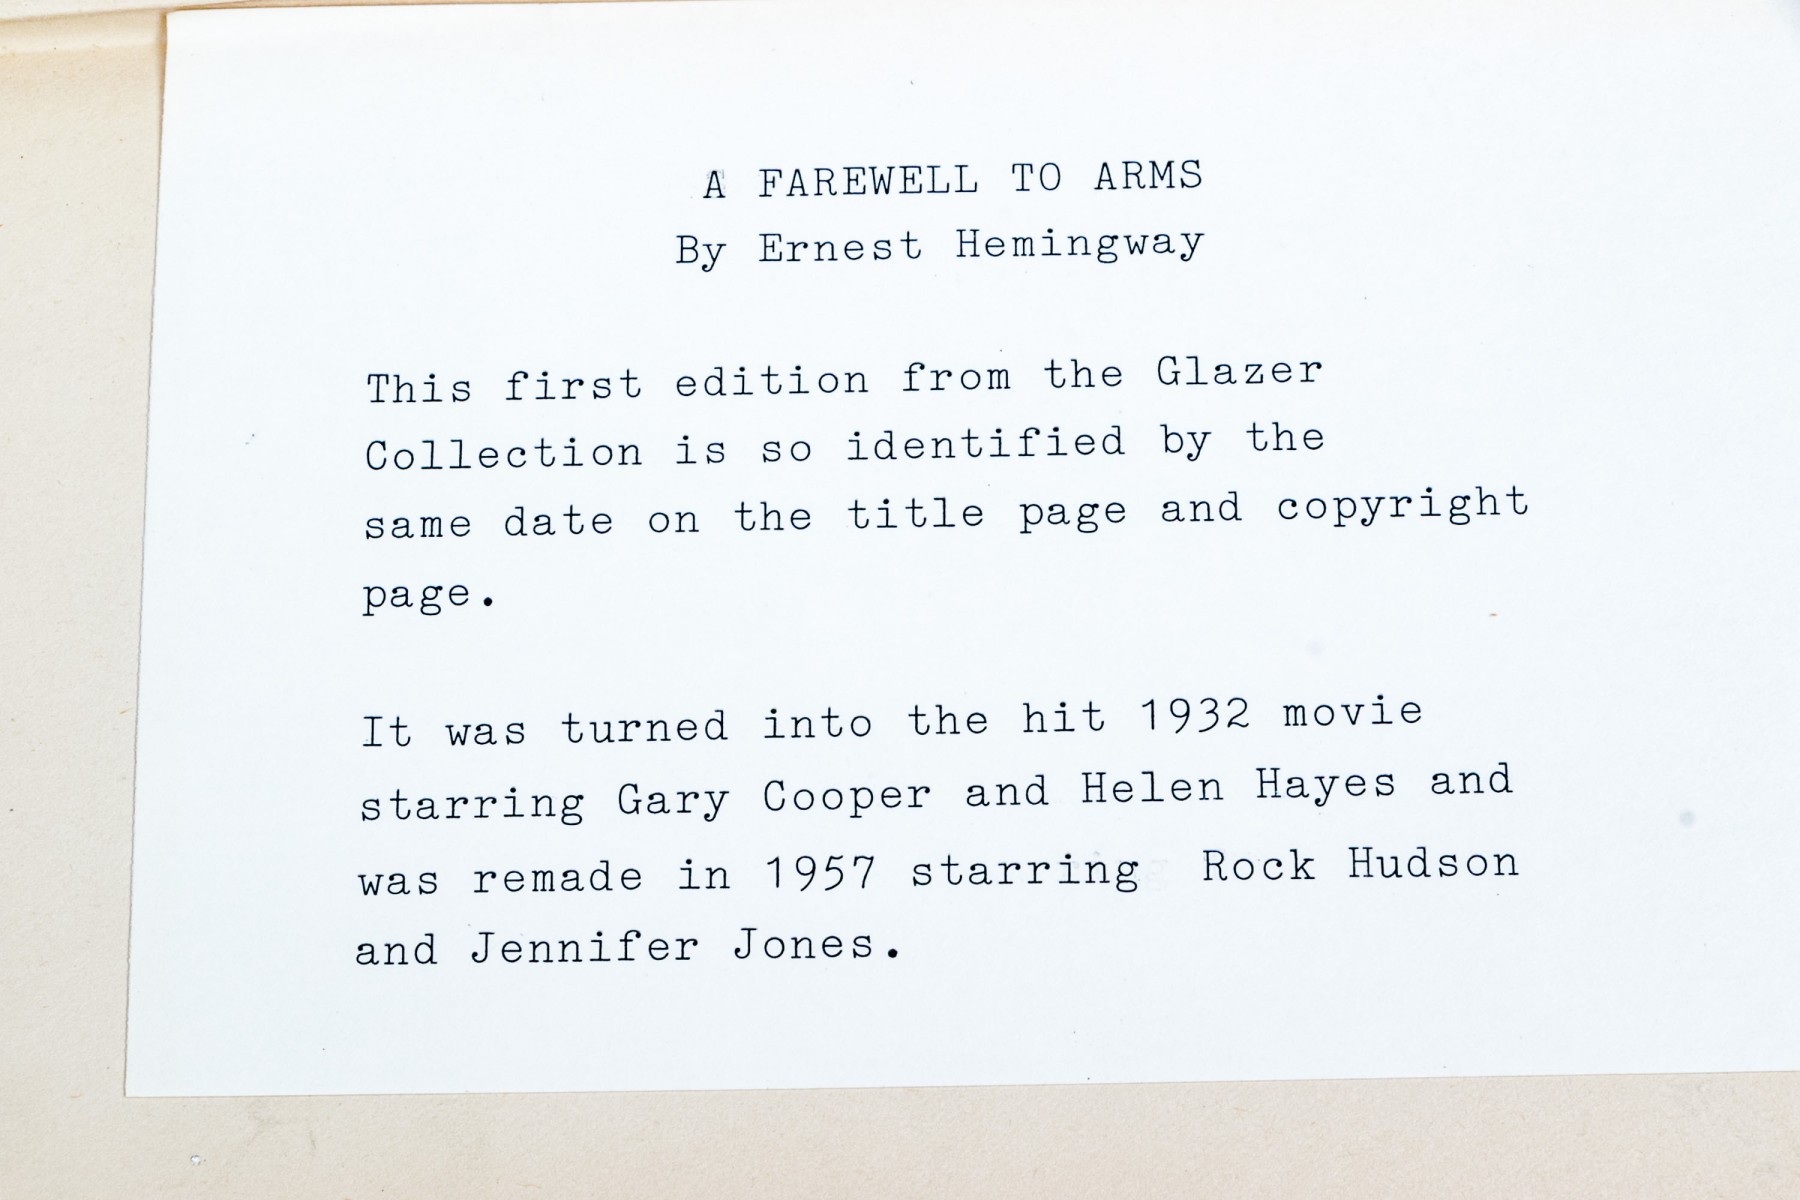 A FAREWELL TO ARMS
By Ernest Hemingway
This first edition from the Glazer
Collection is so identified by the
same date on the title page and copyright
page.
It was turned into the hit 1932 movie
starring Gary Cooper and Helen Hayes and
was remade in 1957 starring Rock Hudson
and Jennifer Jones.